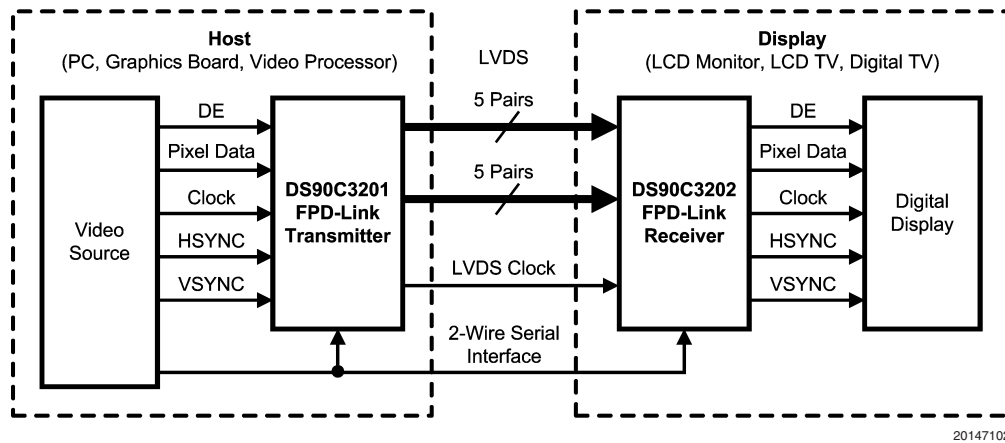 Host
(PC, Graphics Board, Video Processor)
LVDS
Display
(LCD Monitor, LCD TV, Digital TV)
Video
Source
DE
Pixel Data
Clock
HSYNC
VSYNC
DS90C3201
FPD-Link
Transmitter
5 Pairs
5 Pairs
LVDS Clock
2-Wire Serial
Interface
DS90C3202
FPD-Link
Receiver
DE
Pixel Data
Clock
HSYNC
VSYNC
Digital
Display